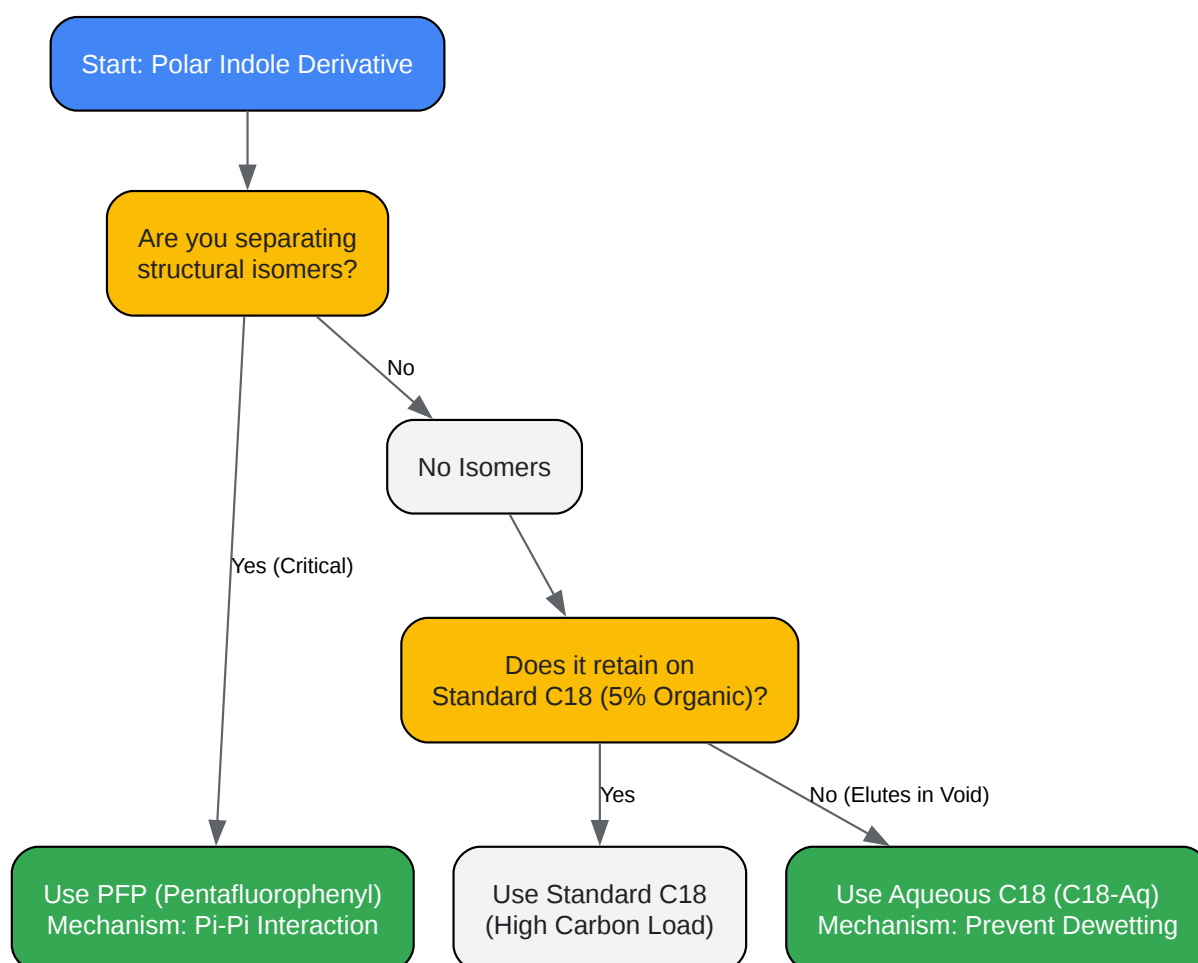 Start: Polar Indole Derivative
Are you separating
structural isomers?
No
No Isomers
Yes (Critical)
Does it retain on
Standard C18 (5% Organic)?
Yes
No (Elutes in Void)
Use PFP (Pentafluorophenyl)
Mechanism: Pi-Pi Interaction
Use Standard C18
(High Carbon Load)
Use Aqueous C18 (C18-Aq)
Mechanism: Prevent Dewetting